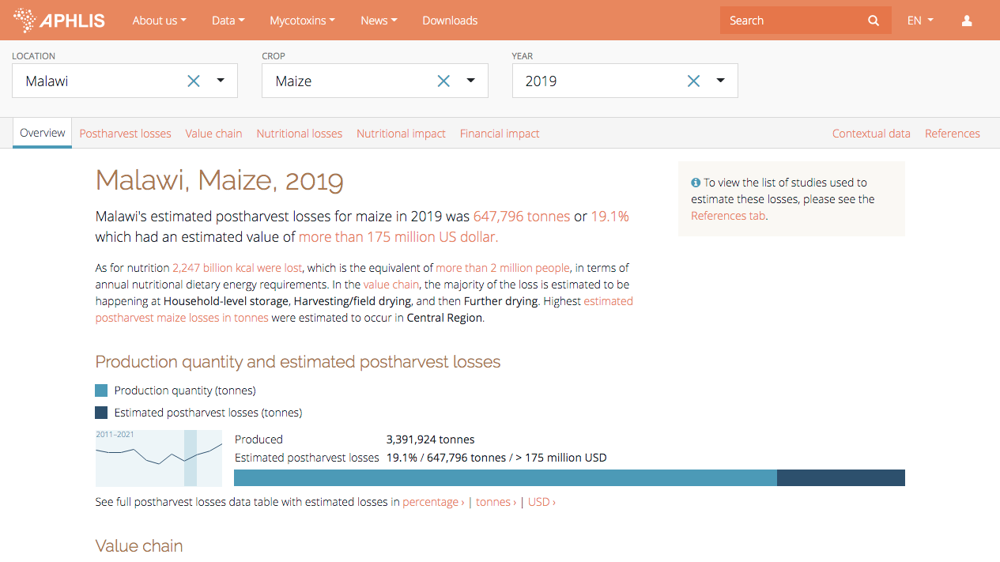 APHLIS About us Data Mycotoxins News Downloads Search EN
LOCATION CROP YEAR
Malawi Maize 2019
Overview Postharvest losses Value chain Nutritional losses Nutritional impact Financial impact Contextual data References
Malawi, Maize, 2019
Malawi's estimated postharvest losses for maize in 2019 was 647,796 tonnes or 19.1%
which had an estimated value of more than 175 million US dollar.
To view the list of studies used to
estimate these losses, please see the
References tab.
As for nutrition 2,247 billion kcal were lost, which is the equivalent of more than 2 million people, in terms of
annual nutritional dietary energy requirements. In the value chain, the majority of the loss is estimated to be
happening at Household-level storage, Harvesting/field drying, and then Further drying. Highest estimated
postharvest maize losses in tonnes were estimated to occur in Central Region.
Production quantity and estimated postharvest losses
Production quantity (tonnes)
Estimated postharvest losses (tonnes)
2011–2021
Produced 3,391,924 tonnes
Estimated postharvest losses 19.1% / 647,796 tonnes / > 175 million USD
See full postharvest losses data table with estimated losses in percentage › | tonnes › | USD ›
Value chain